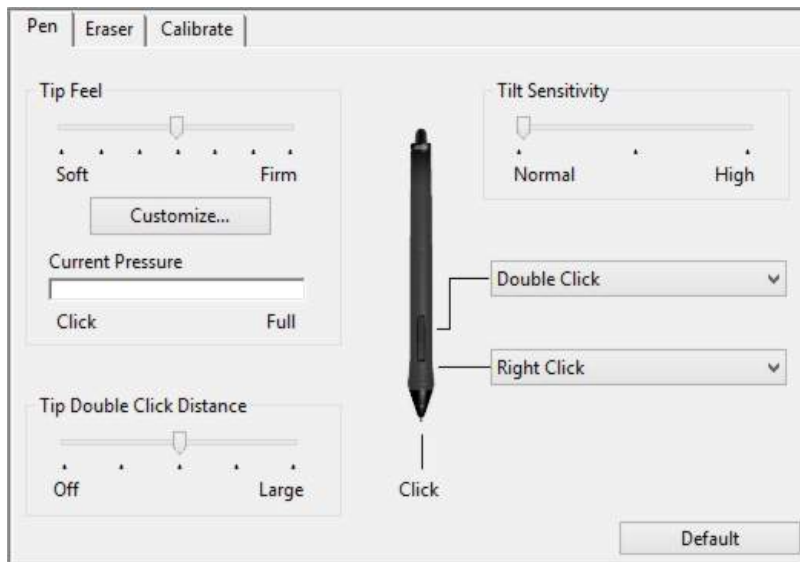 Pen Eraser Calibrate
Tip Feel
Soft Firm
Customize...
Current Pressure
Click Full
Tip Double Click Distance
Off Large
Click
Tilt Sensitivity
Normal High
Double Click
Right Click
Default